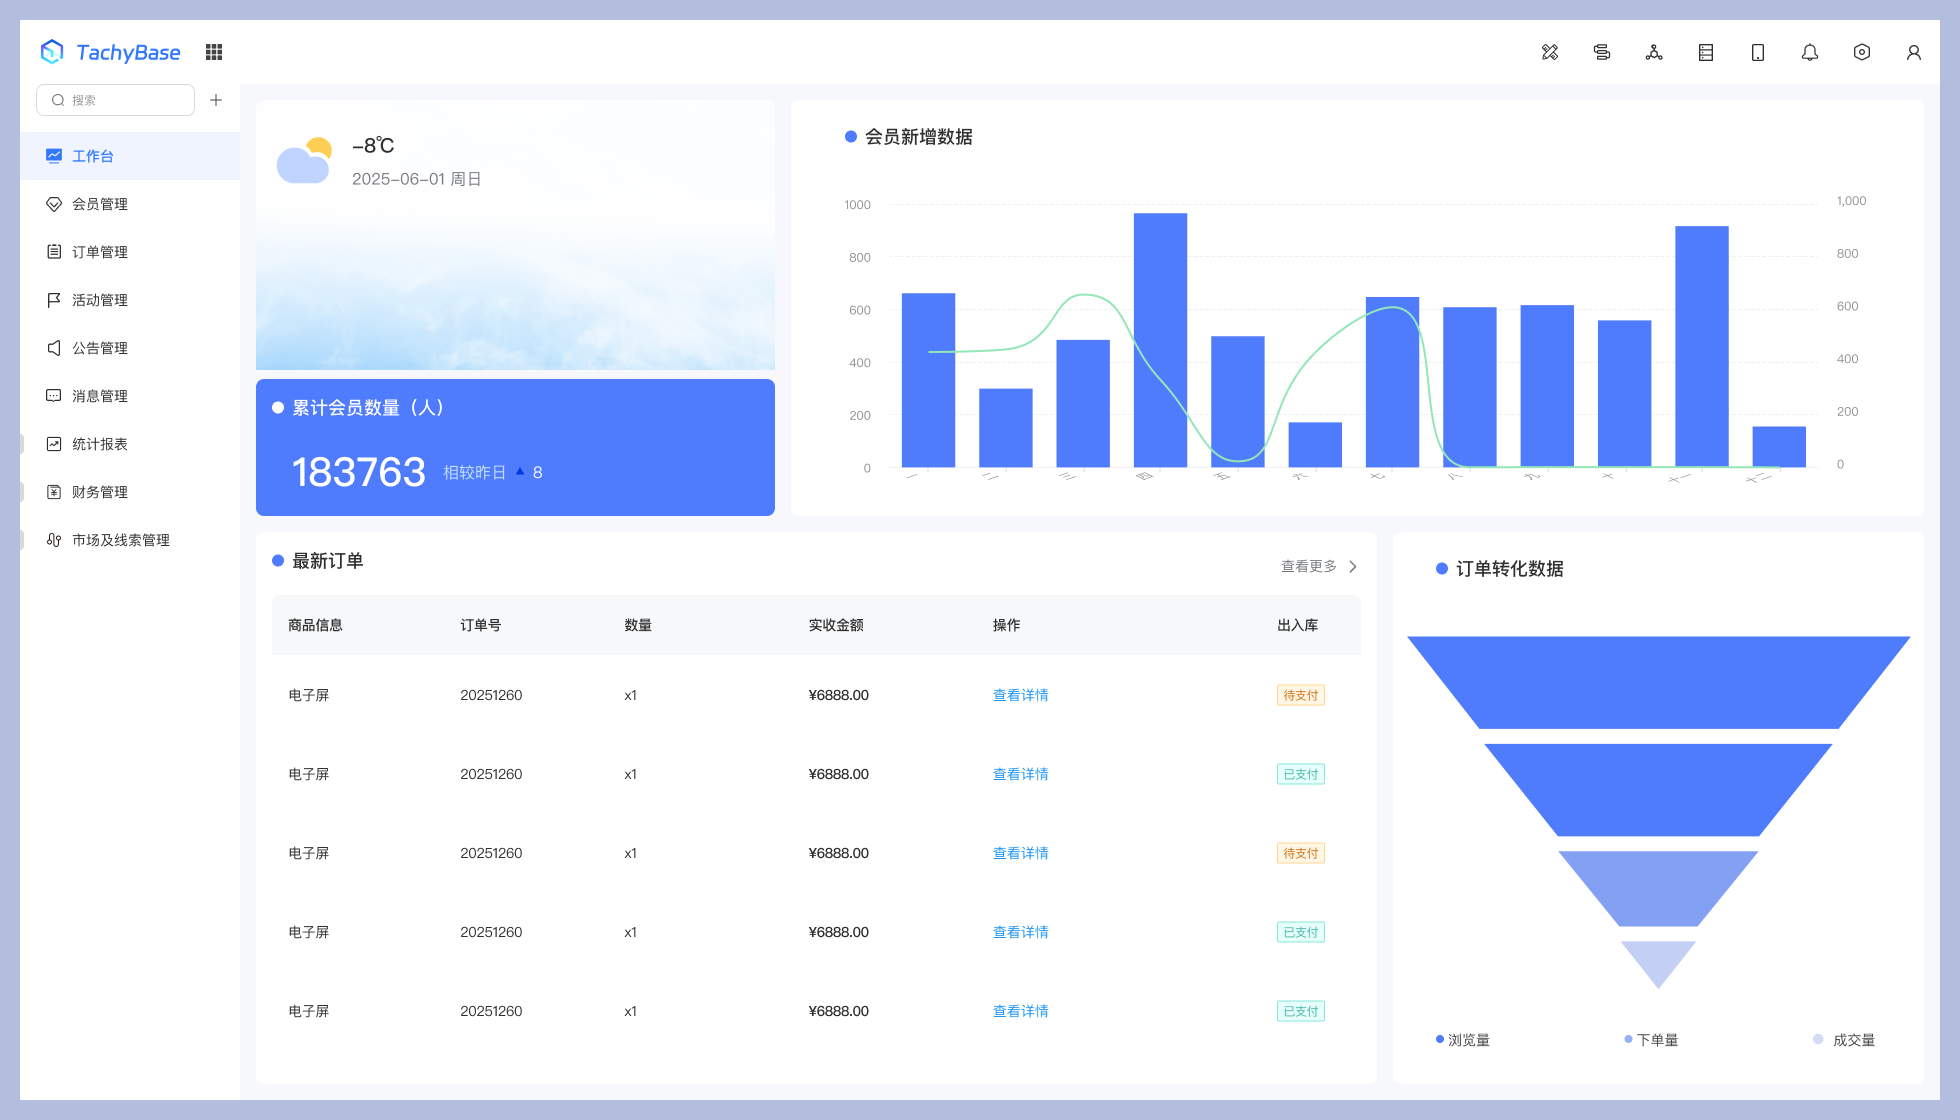 TachyBase
搜索
工作台
会员管理
订单管理
活动管理
公告管理
消息管理
统计报表
财务管理
市场及线索管理
-8℃
2025-06-01 周日
累计会员数量（人）
183763 相较昨日 8
会员新增数据
1000
800
600
400
200
0
1,000
800
600
400
200
0
一 二 三 四 五 六 七 八 九 十 十一 十二
最新订单
查看更多
商品信息 订单号 数量 实收金额 操作 出入库
电子屏 20251260 x1 ¥6888.00 查看详情 待支付
电子屏 20251260 x1 ¥6888.00 查看详情 已支付
电子屏 20251260 x1 ¥6888.00 查看详情 待支付
电子屏 20251260 x1 ¥6888.00 查看详情 已支付
电子屏 20251260 x1 ¥6888.00 查看详情 已支付
订单转化数据
浏览量 下单量 成交量